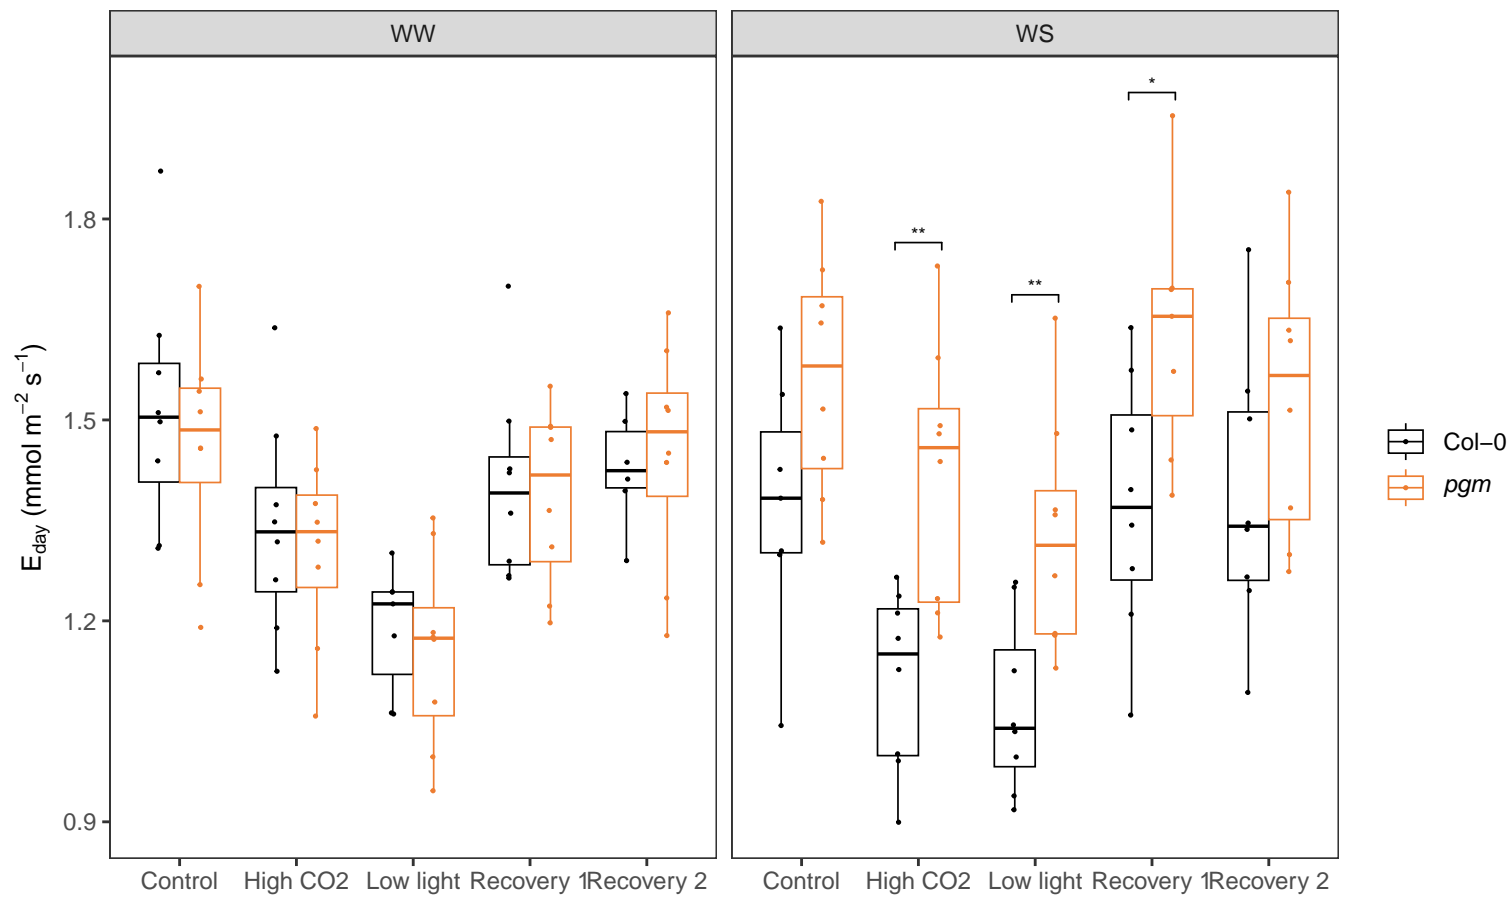 WW
WS
*
**
**
1.8
1.5
1.2
0.9
E_day (mmol m⁻² s⁻¹)
Col−0
pgm
Control High CO2 Low light Recovery 1 Recovery 2
Control High CO2 Low light Recovery 1 Recovery 2